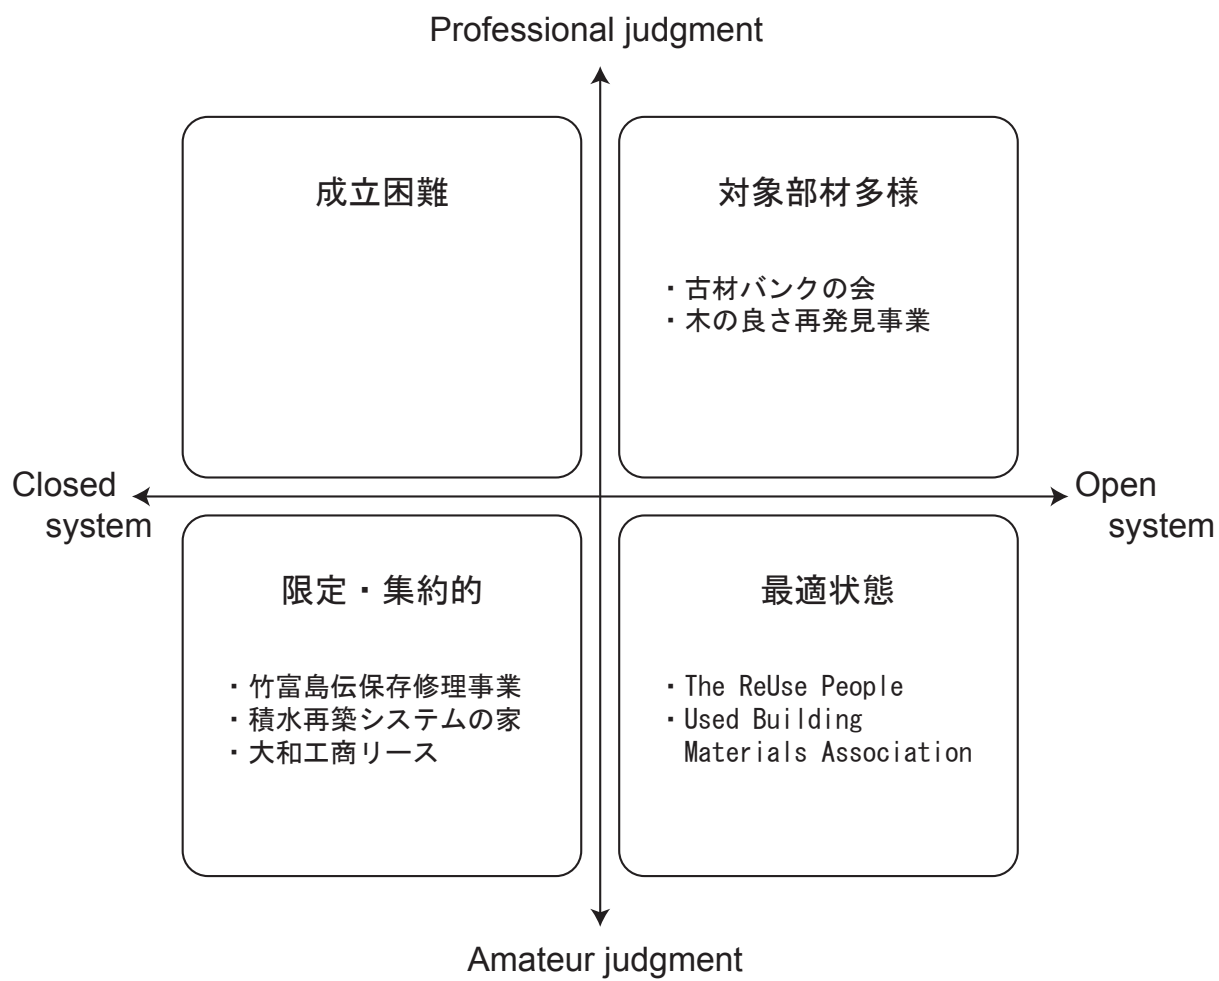 Professional judgment
成立困難
対象部材多様
・古材バンクの会
・木の良さ再発見事業
Closed
system
Open
system
限定・集約的
・竹富島伝保存修理事業
・積水再築システムの家
・大和工商リース
最適状態
・The ReUse People
・Used Building
Materials Association
Amateur judgment